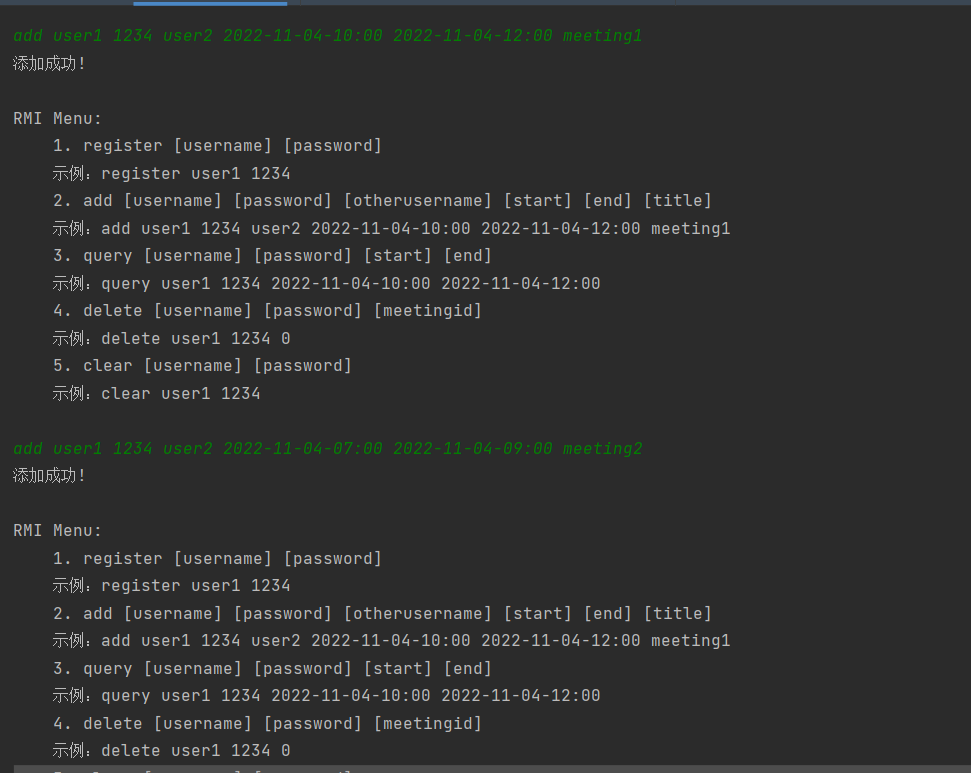 add user1 1234 user2 2022-11-04-10:00 2022-11-04-12:00 meeting1
添加成功!
RMI Menu:
1. register [username] [password]
示例：register user1 1234
2. add [username] [password] [otherusername] [start] [end] [title]
示例：add user1 1234 user2 2022-11-04-10:00 2022-11-04-12:00 meeting1
3. query [username] [password] [start] [end]
示例：query user1 1234 2022-11-04-10:00 2022-11-04-12:00
4. delete [username] [password] [meetingid]
示例：delete user1 1234 0
5. clear [username] [password]
示例：clear user1 1234
add user1 1234 user2 2022-11-04-07:00 2022-11-04-09:00 meeting2
添加成功!
RMI Menu:
1. register [username] [password]
示例：register user1 1234
2. add [username] [password] [otherusername] [start] [end] [title]
示例：add user1 1234 user2 2022-11-04-10:00 2022-11-04-12:00 meeting1
3. query [username] [password] [start] [end]
示例：query user1 1234 2022-11-04-10:00 2022-11-04-12:00
4. delete [username] [password] [meetingid]
示例：delete user1 1234 0